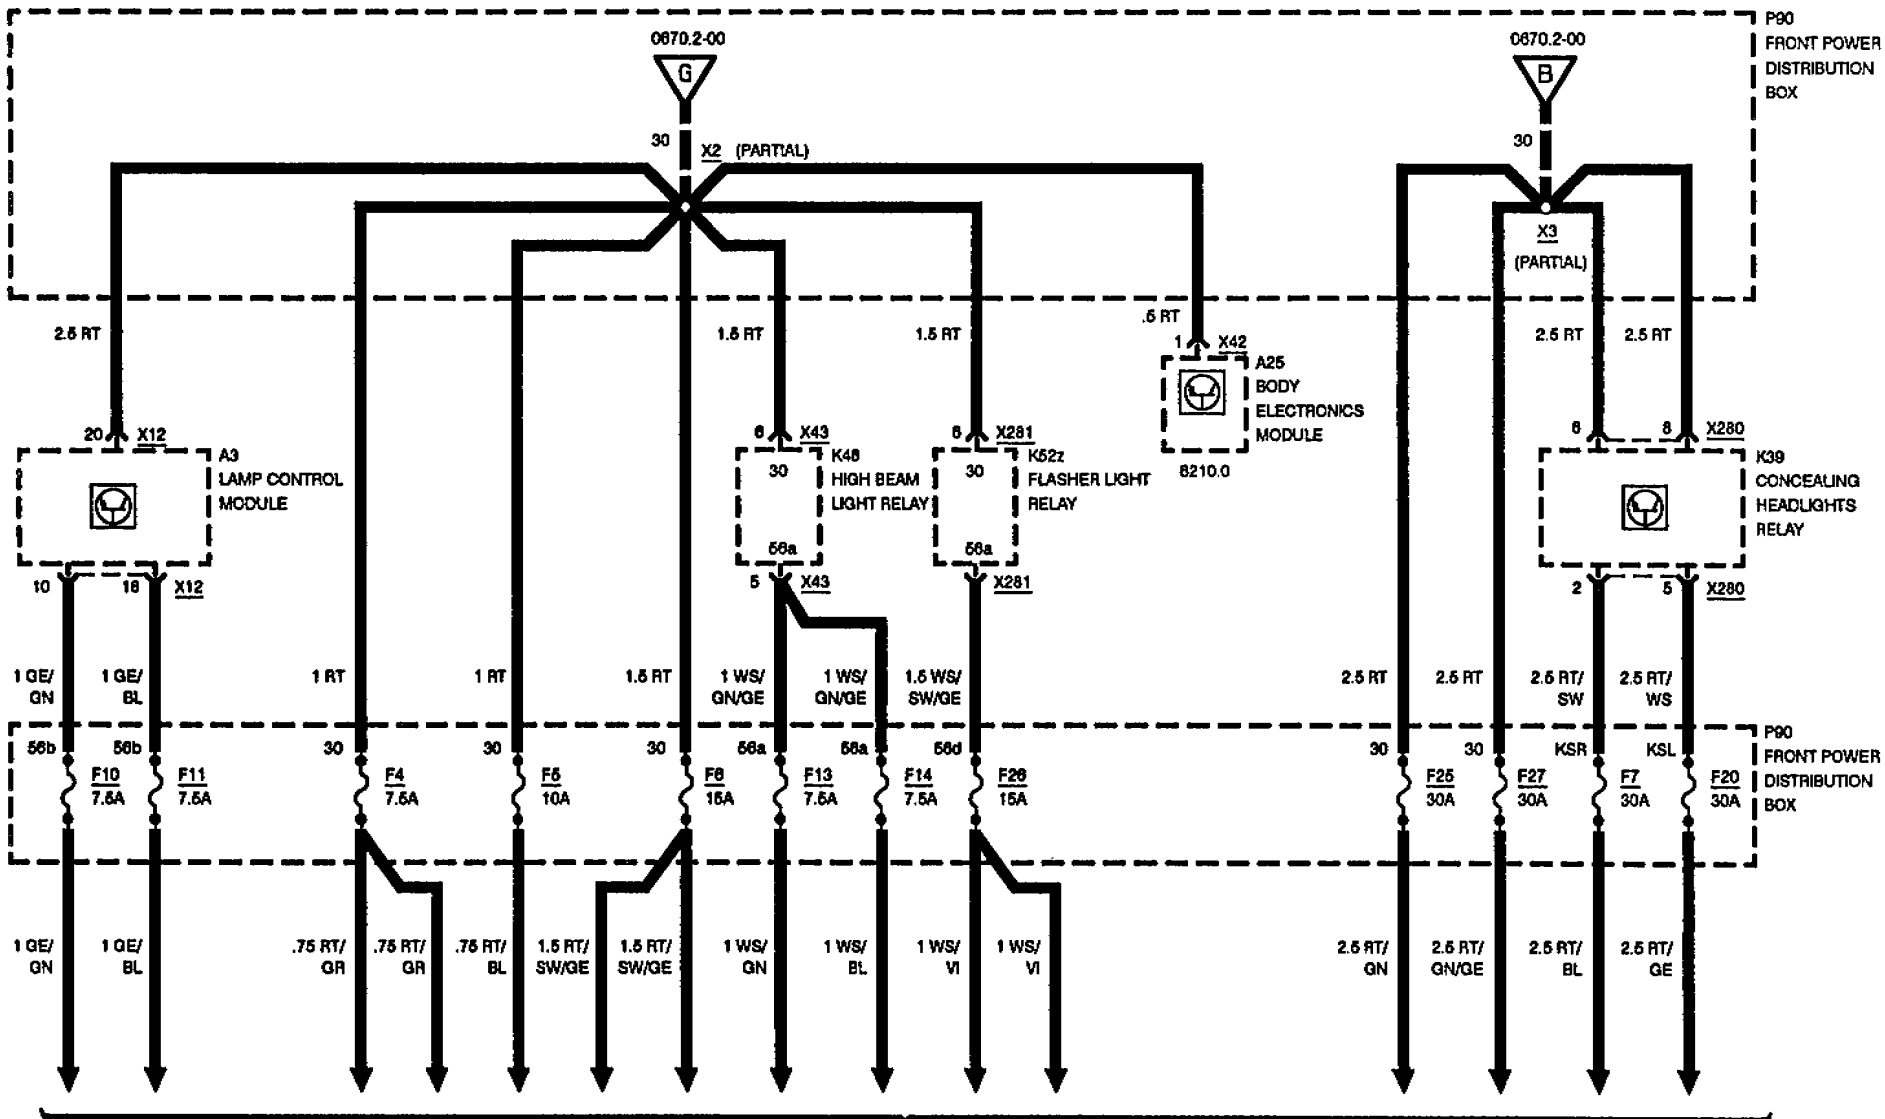 P90
FRONT POWER
DISTRIBUTION
BOX
0670.2-00
G
30
X2 (PARTIAL)
0670.2-00
B
30
X3
(PARTIAL)
2.5 RT
1.5 RT
1.5 RT
.5 RT
2.5 RT
2.5 RT
1
X42
A25
BODY
ELECTRONICS
MODULE
8210.0
20
X12
A3
LAMP CONTROL
MODULE
10
18
X12
6
X43
30
K48
HIGH BEAM
LIGHT RELAY
56a
5
X43
6
X281
30
K52z
FLASHER LIGHT
RELAY
56a
X281
6
8
X280
K39
CONCEALING
HEADLIGHTS
RELAY
2
5
X280
1 GE/
GN
1 GE/
BL
1 RT
1 RT
1.5 RT
1 WS/
GN/GE
1 WS/
GN/GE
1.5 WS/
SW/GE
2.5 RT
2.5 RT
2.5 RT/
SW
2.5 RT/
WS
P90
FRONT POWER
DISTRIBUTION
BOX
56b
F10
7.5A
56b
F11
7.5A
30
F4
7.5A
30
F5
10A
30
F6
15A
56a
F13
7.5A
56a
F14
7.5A
56d
F26
15A
30
F25
30A
30
F27
30A
KSR
F7
30A
KSL
F20
30A
1 GE/
GN
1 GE/
BL
.75 RT/
GR
.75 RT/
GR
.75 RT/
BL
1.5 RT/
SW/GE
1.5 RT/
SW/GE
1 WS/
GN
1 WS/
BL
1 WS/
VI
1 WS/
VI
2.5 RT/
GN
2.5 RT/
GN/GE
2.5 RT/
BL
2.5 RT/
GE